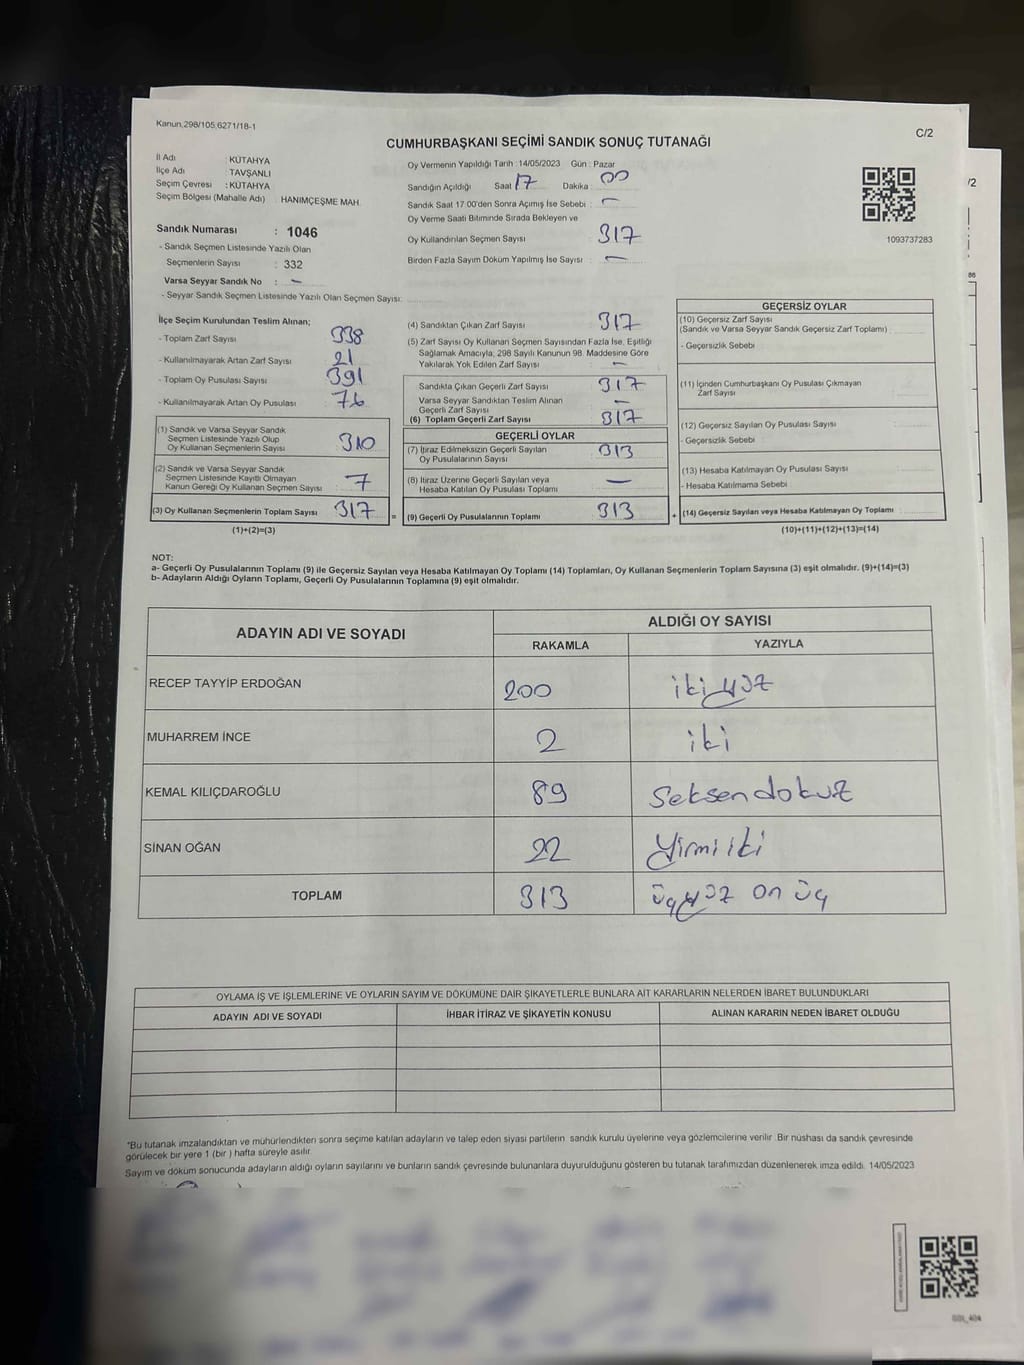 Kanun.298/105,6271/18-1
C/2
CUMHURBAŞKANI SEÇİMİ SANDIK SONUÇ TUTANAĞI
İl Adı : KÜTAHYA
İlçe Adı : TAVŞANLI
Seçim Çevresi : KÜTAHYA
Seçim Bölgesi (Mahalle Adı) : HANIMÇEŞME MAH.
Oy Vermenin Yapıldığı Tarih : 14/05/2023 Gün : Pazar
Sandığın Açıldığı Saat 17 Dakika : 00
Sandık Saat 17:00'den Sonra Açımış İse Sebebi : -
Oy Verme Saati Bitiminde Sırada Bekleyen ve
Oy Kullandırılan Seçmen Sayısı 317
Birden Fazla Sayım Döküm Yapılmış İse Sayısı : -
1093737283
Sandık Numarası : 1046
- Sandık Seçmen Listesinde Yazılı Olan
Seçmenlerin Sayısı : 332
Varsa Seyyar Sandık No : -
- Seyyar Sandık Seçmen Listesinde Yazılı Olan Seçmen Sayısı:
İlçe Seçim Kurulundan Teslim Alınan;
- Toplam Zarf Sayısı : 338
- Kullanılmayarak Artan Zarf Sayısı : 21
- Toplam Oy Pusulası Sayısı : 391
- Kullanılmayarak Artan Oy Pusulası : 76
(1) Sandık ve Varsa Seyyar Sandık
Seçmen Listesinde Yazılı Olup
Oy Kullanan Seçmenlerin Sayısı 310
(2) Sandık ve Varsa Seyyar Sandık
Seçmen Listesinde Kayıtlı Olmayan
Kanun Gereği Oy Kullanan Seçmen Sayısı : 7
(3) Oy Kullanan Seçmenlerin Toplam Sayısı : 317
(1)+(2)=(3)
(4) Sandıktan Çıkan Zarf Sayısı : 317
(5) Zarf Sayısı Oy Kullanan Seçmen Sayısından Fazla İse, Eşitliği
Sağlamak Amacıyla, 298 Sayılı Kanunun 98. Maddesine Göre
Yakılarak Yok Edilen Zarf Sayısı : -
Sandıkta Çıkan Geçerli Zarf Sayısı : 317
Varsa Seyyar Sandıktan Teslim Alınan
Geçerli Zarf Sayısı : -
(6) Toplam Geçerli Zarf Sayısı : 317
GEÇERLİ OYLAR
(7) İtiraz Edilmeksizin Geçerli Sayılan
Oy Pusulalarının Sayısı : 313
(8) İtiraz Üzerine Geçerli Sayılan veya
Hesaba Katılan Oy Pusulası Toplamı : -
= (9) Geçerli Oy Pusulalarının Toplamı : 313
GEÇERSİZ OYLAR
(10) Geçersiz Zarf Sayısı
(Sandık ve Varsa Seyyar Sandık Geçersiz Zarf Toplamı) :
- Geçersizlik Sebebi :
(11) İçinden Cumhurbaşkanı Oy Pusulası Çıkmayan
Zarf Sayısı :
(12) Geçersiz Sayılan Oy Pusulası Sayısı :
- Geçersizlik Sebebi :
(13) Hesaba Katılmayan Oy Pusulası Sayısı :
- Hesaba Katılmama Sebebi :
+ (14) Geçersiz Sayılan veya Hesaba Katılmayan Oy Toplamı :
(10)+(11)+(12)+(13)=(14)
NOT:
a- Geçerli Oy Pusulalarının Toplamı (9) ile Geçersiz Sayılan veya Hesaba Katılmayan Oy Toplamı (14) Toplamları, Oy Kullanan Seçmenlerin Toplam Sayısına (3) eşit olmalıdır. (9)+(14)=(3)
b- Adayların Aldığı Oyların Toplamı, Geçerli Oy Pusulalarının Toplamına (9) eşit olmalıdır.
ADAYIN ADI VE SOYADI
ALDIĞI OY SAYISI
RAKAMLA YAZIYLA
RECEP TAYYİP ERDOĞAN 200 iki yüz
MUHARREM İNCE 2 iki
KEMAL KILIÇDAROĞLU 89 Seksen dokuz
SİNAN OĞAN 22 Yirmi iki
TOPLAM 313 üçyüz on üç
OYLAMA İŞ VE İŞLEMLERİNE VE OYLARIN SAYIM VE DÖKÜMÜNE DAİR ŞİKAYETLERLE BUNLARA AİT KARARLARIN NELERDEN İBARET BULUNDUKLARI
ADAYIN ADI VE SOYADI İHBAR İTİRAZ VE ŞİKAYETİN KONUSU ALINAN KARARIN NEDEN İBARET OLDUĞU
*Bu tutanak imzalandıktan ve mühürlendikten sonra seçime katılan adayların ve talep eden siyasi partilerin sandık kurulu üyelerine veya gözlemcilerine verilir. Bir nüshası da sandık çevresinde
görülecek bir yere 1 (bir ) hafta süreyle asılır.
Sayım ve döküm sonucunda adayların aldığı oyların sayılarını ve bunların sandık çevresinde bulunanlara duyurulduğunu gösteren bu tutanak tarafımızdan düzenlenerek imza edildi. 14/05/2023
/2